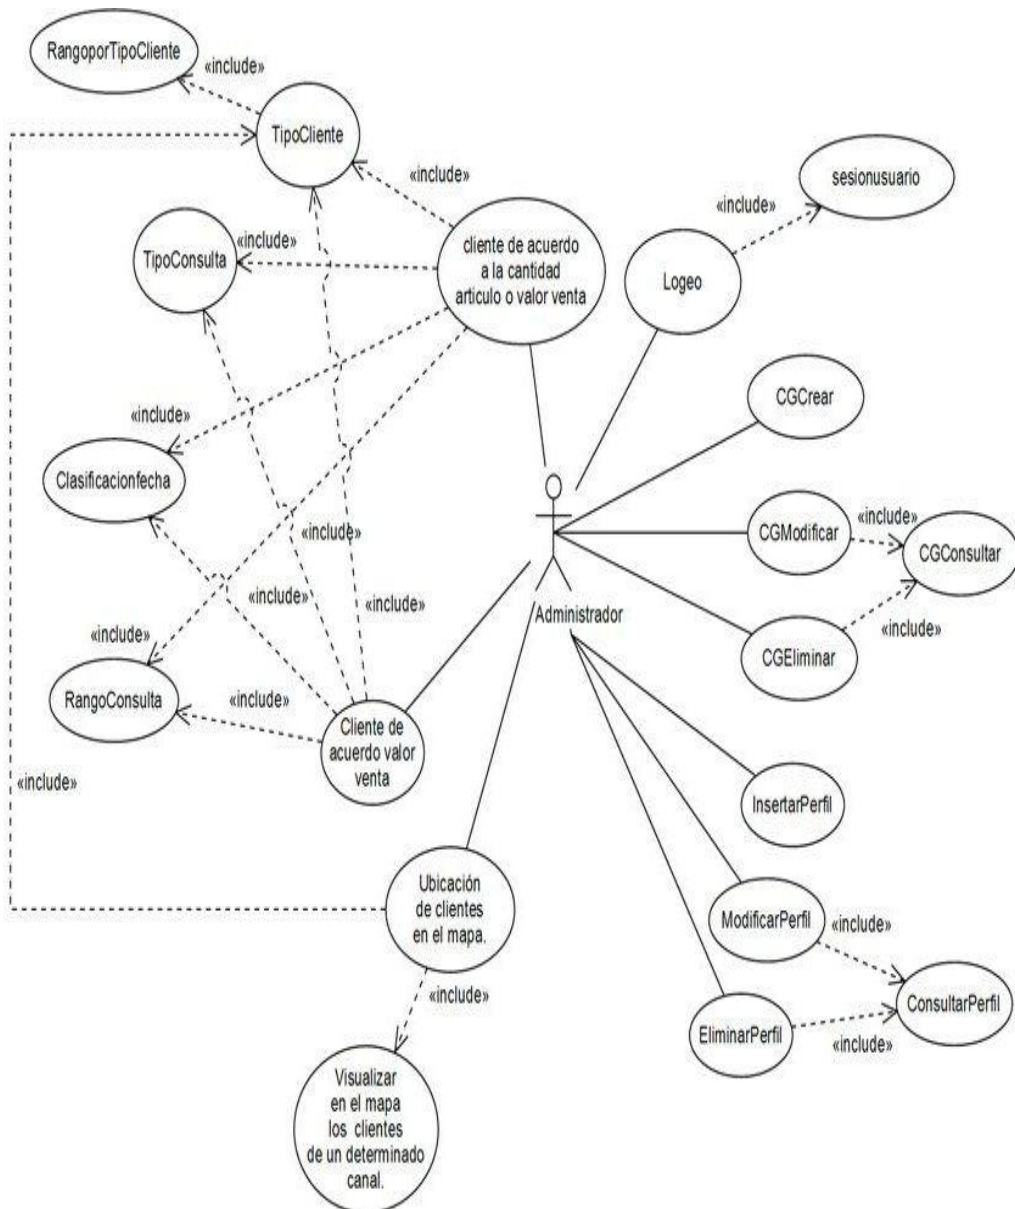 RangoporTipoCliente
«include»
TipoCliente
«include»
sesionusuario
«include»
TipoConsulta
«include»
cliente de acuerdo
a la cantidad
articulo o valor venta
Logeo
CGCrear
«include»
Clasificacionfecha
«include»
CGModificar
«include»
CGConsultar
«include»
«include»
Administrador
«include»
«include»
CGEliminar
RangoConsulta
«include»
Cliente de
acuerdo valor
venta
«include»
InsertarPerfil
Ubicación
de clientes
en el mapa.
ModificarPerfil
«include»
«include»
ConsultarPerfil
EliminarPerfil
«include»
Visualizar
en el mapa
los clientes
de un determinado
canal.